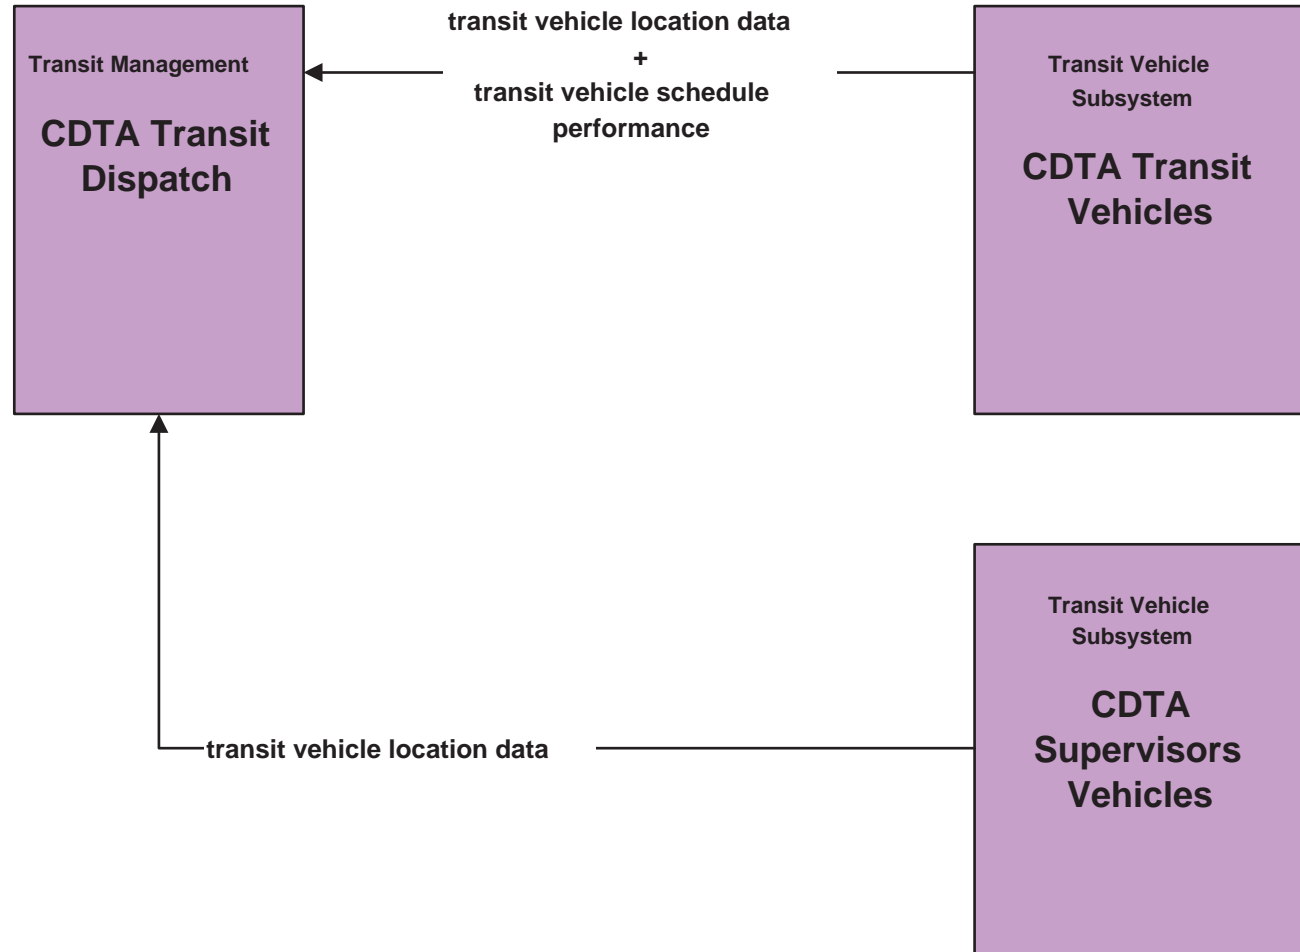 Transit Management
CDTA Transit
Dispatch
transit vehicle location data
+
transit vehicle schedule
performance
Transit Vehicle
Subsystem
CDTA Transit
Vehicles
transit vehicle location data
Transit Vehicle
Subsystem
CDTA
Supervisors
Vehicles